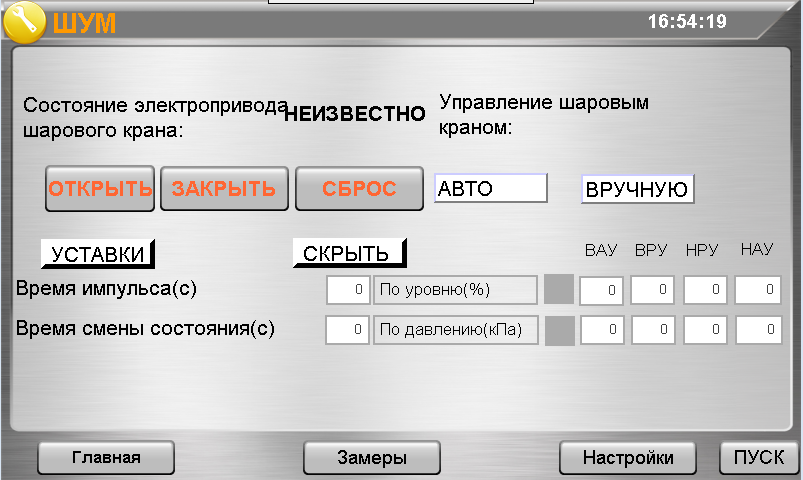 ШУМ
16:54:19
Состояние электропривода
шарового крана:
НЕИЗВЕСТНО
Управление шаровым
краном:
ОТКРЫТЬ
ЗАКРЫТЬ
СБРОС
АВТО
ВРУЧНУЮ
УСТАВКИ
СКРЫТЬ
ВАУ ВРУ НРУ НАУ
Время импульса(с)
0
По уровню(%)
0 0 0 0
Время смены состояния(с)
0
По давлению(кПа)
0 0 0 0
Главная
Замеры
Настройки
ПУСК